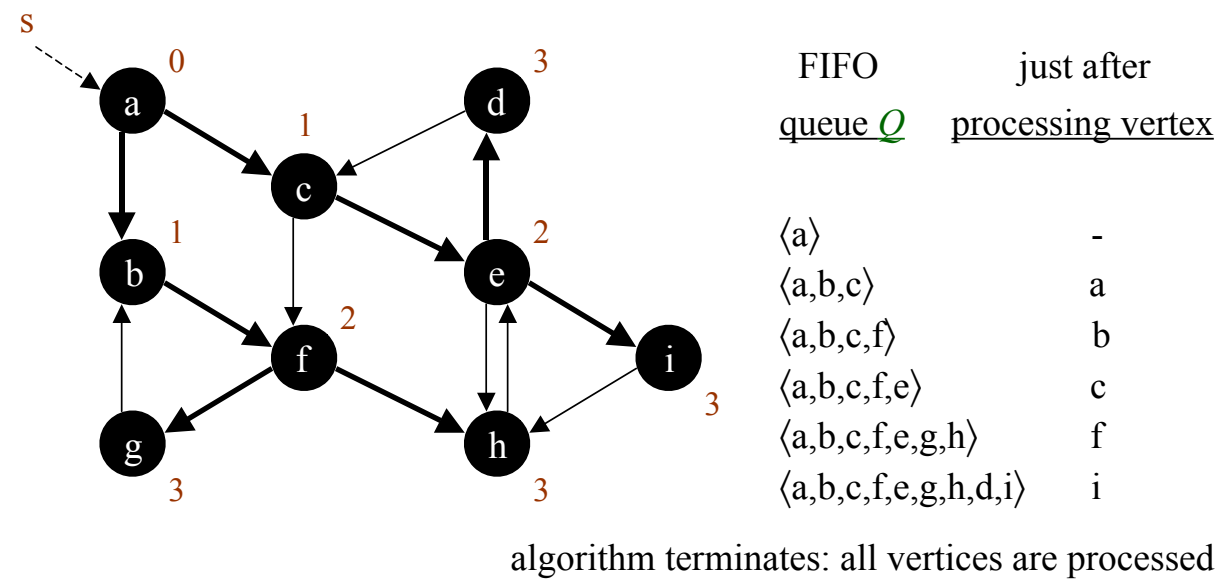 s
0
a
3
d
1
c
1
b
2
e
2
f
i
3
g
3
h
3
FIFO just after
queue Q processing vertex
⟨a⟩ -
⟨a,b,c⟩ a
⟨a,b,c,f⟩ b
⟨a,b,c,f,e⟩ c
⟨a,b,c,f,e,g,h⟩ f
⟨a,b,c,f,e,g,h,d,i⟩ i
algorithm terminates: all vertices are processed